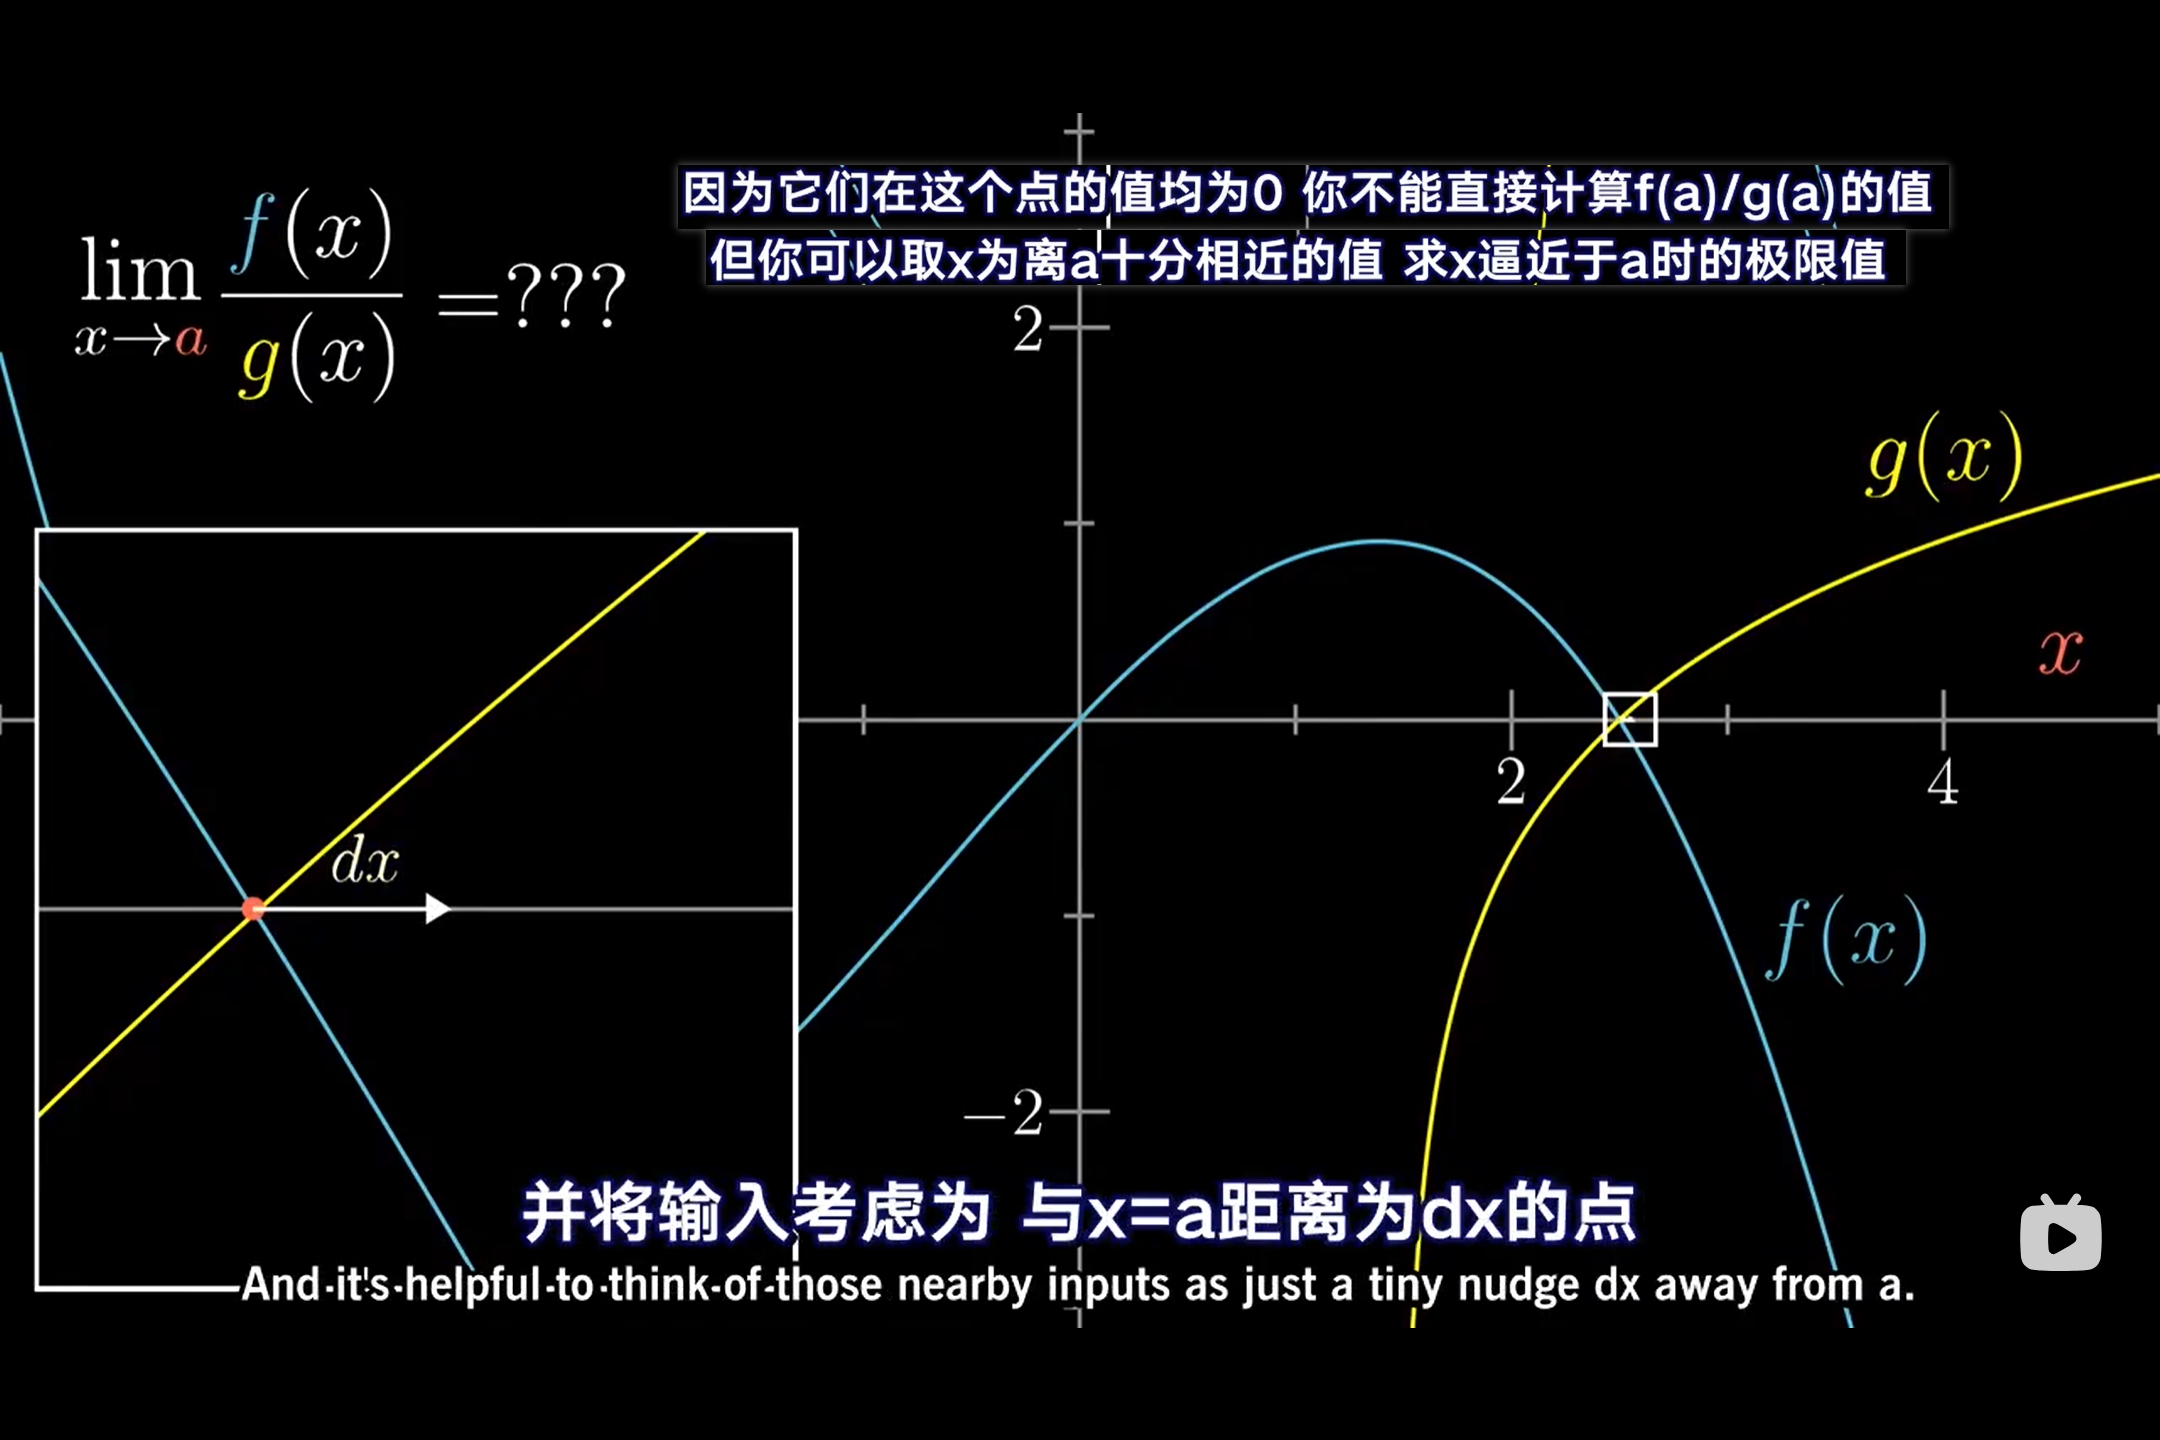 因为它们在这个点的值均为0 你不能直接计算f(a)/g(a)的值
但你可以取x为离a十分相近的值 求x逼近于a时的极限值
lim x→a f(x)/g(x) =???
2
g(x)
x
2
4
dx
f(x)
−2
并将输入考虑为 与x=a距离为dx的点
And it's helpful to think of those nearby inputs as just a tiny nudge dx away from a.